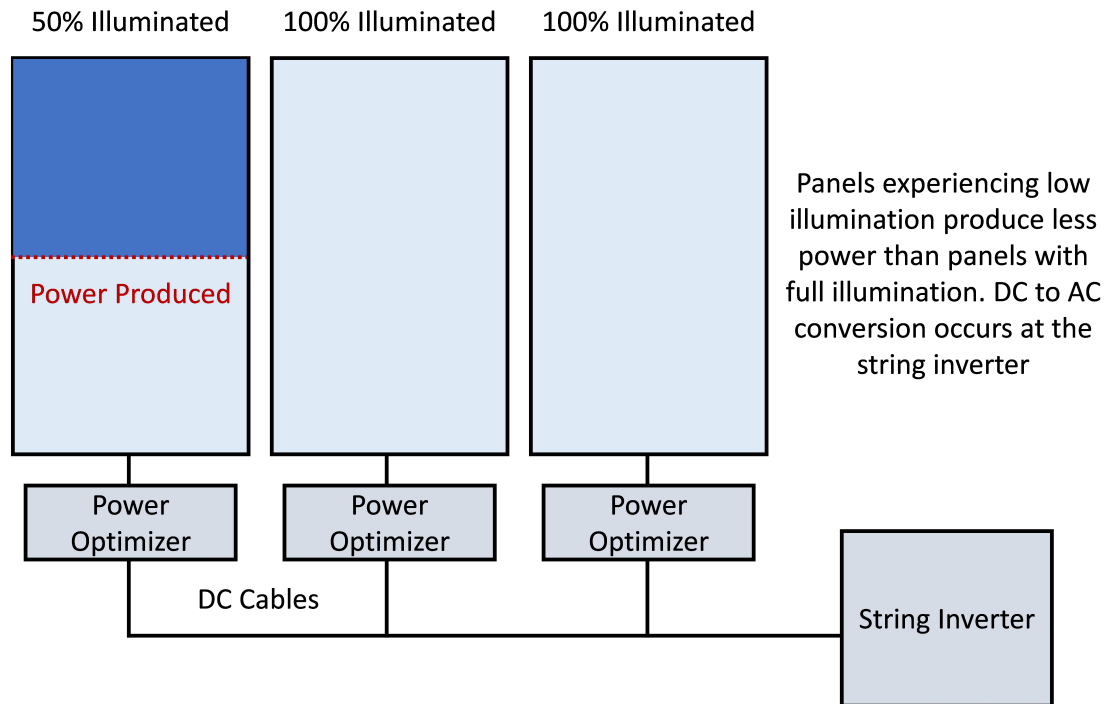 50% Illuminated
100% Illuminated
100% Illuminated
Power Produced
Panels experiencing low
illumination produce less
power than panels with
full illumination. DC to AC
conversion occurs at the
string inverter
Power
Optimizer
Power
Optimizer
Power
Optimizer
DC Cables
String Inverter